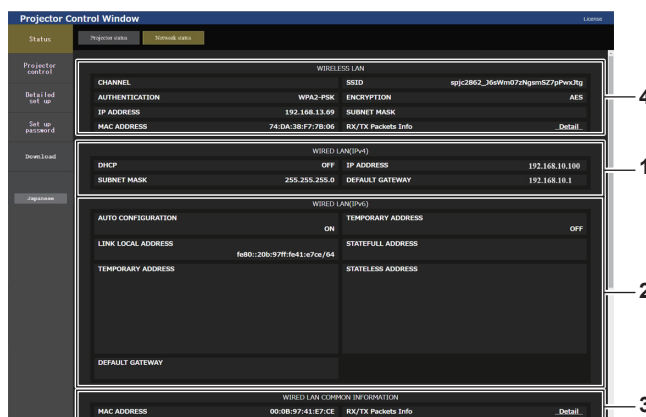 Projector Control Window
License
Status
Projector status
Network status
Projector control
Detailed set up
Set up password
Download
Japanese
WIRELESS LAN
CHANNEL
SSID spjc2862_J6sWm07zNgsmSZ7pPwxJtg
AUTHENTICATION WPA2-PSK ENCRYPTION AES
IP ADDRESS 192.168.13.69 SUBNET MASK
MAC ADDRESS 74:DA:38:F7:7B:06 RX/TX Packets Info Detail
4
WIRED LAN(IPv4)
DHCP OFF IP ADDRESS 192.168.10.100
SUBNET MASK 255.255.255.0 DEFAULT GATEWAY 192.168.10.1
1
WIRED LAN(IPv6)
AUTO CONFIGURATION ON TEMPORARY ADDRESS OFF
LINK LOCAL ADDRESS fe80::20b:97ff:fe41:e7ce/64 STATEFULL ADDRESS
TEMPORARY ADDRESS STATELESS ADDRESS
2
DEFAULT GATEWAY
WIRED LAN COMMON INFORMATION
MAC ADDRESS 00:0B:97:41:E7:CE RX/TX Packets Info Detail
3